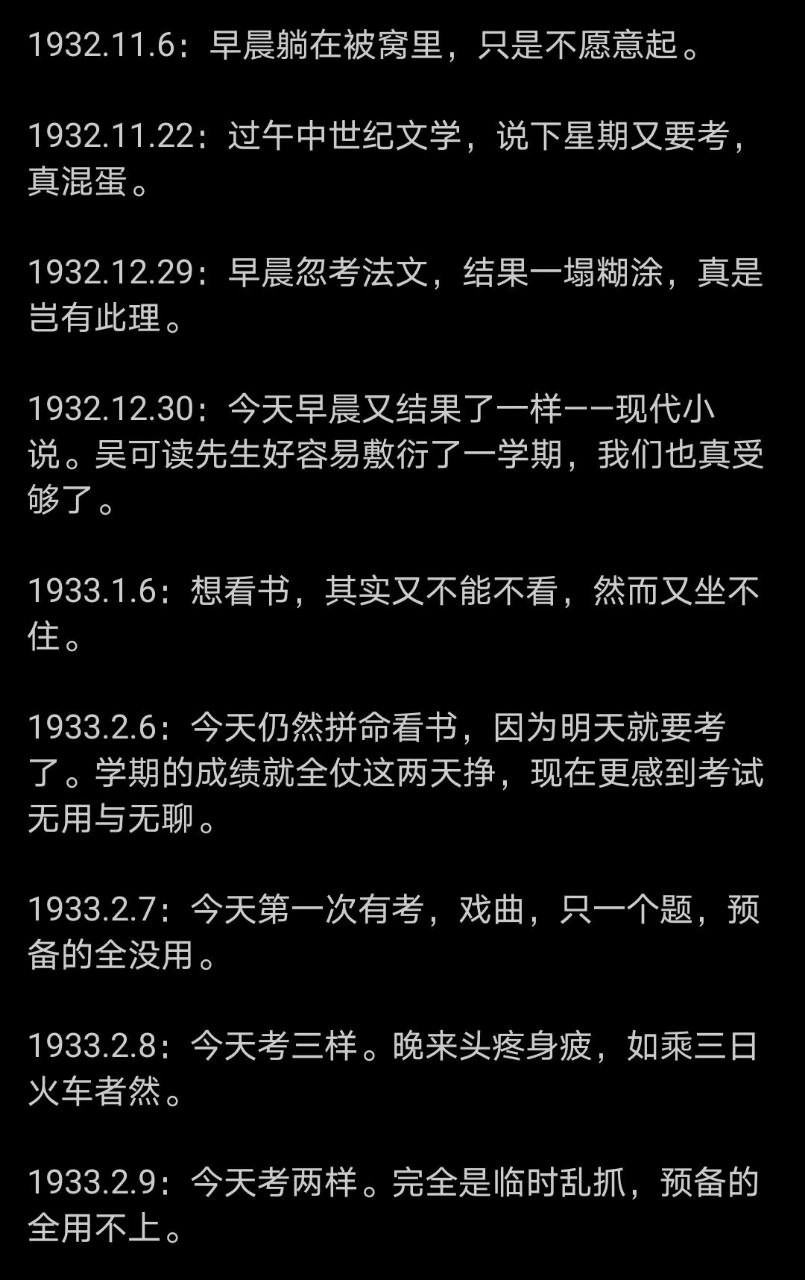 1932.11.6：早晨躺在被窝里，只是不愿意起。
1932.11.22：过午中世纪文学，说下星期又要考，
真混蛋。
1932.12.29：早晨忽考法文，结果一塌糊涂，真是
岂有此理。
1932.12.30：今天早晨又结果了一样——现代小
说。吴可读先生好容易敷衍了一学期，我们也真受
够了。
1933.1.6：想看书，其实又不能不看，然而又坐不
住。
1933.2.6：今天仍然拼命看书，因为明天就要考
了。学期的成绩就全仗这两天挣，现在更感到考试
无用与无聊。
1933.2.7：今天第一次有考，戏曲，只一个题，预
备的全没用。
1933.2.8：今天考三样。晚来头疼身疲，如乘三日
火车者然。
1933.2.9：今天考两样。完全是临时乱抓，预备的
全用不上。